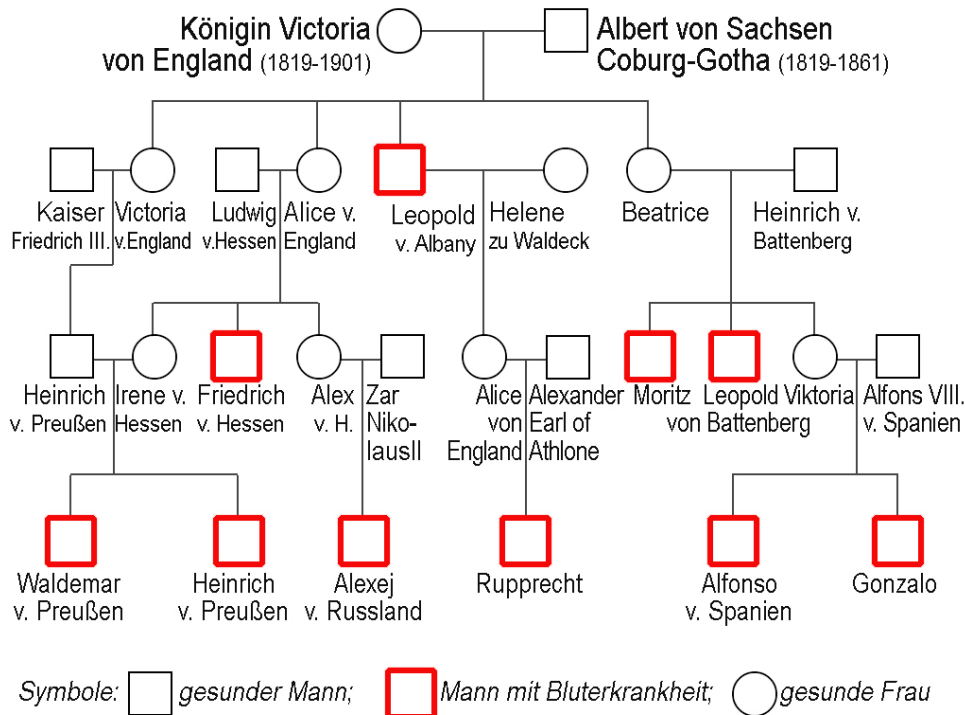 Königin Victoria
von England (1819-1901)
Albert von Sachsen
Coburg-Gotha (1819-1861)
Kaiser
Friedrich III.
Victoria
v.England
Ludwig
v.Hessen
Alice v.
England
Leopold
v. Albany
Helene
zu Waldeck
Beatrice
Heinrich v.
Battenberg
Heinrich
v. Preußen
Irene v.
Hessen
Friedrich
v. Hessen
Alex
v. H.
Zar
Niko-
lausII
Alice
von
England
Alexander
Earl of
Athlone
Moritz
Leopold
Viktoria
von Battenberg
Alfons VIII.
v. Spanien
Waldemar
v. Preußen
Heinrich
v. Preußen
Alexej
v. Russland
Rupprecht
Alfonso
v. Spanien
Gonzalo
Symbole: gesunder Mann; Mann mit Bluterkrankheit; gesunde Frau